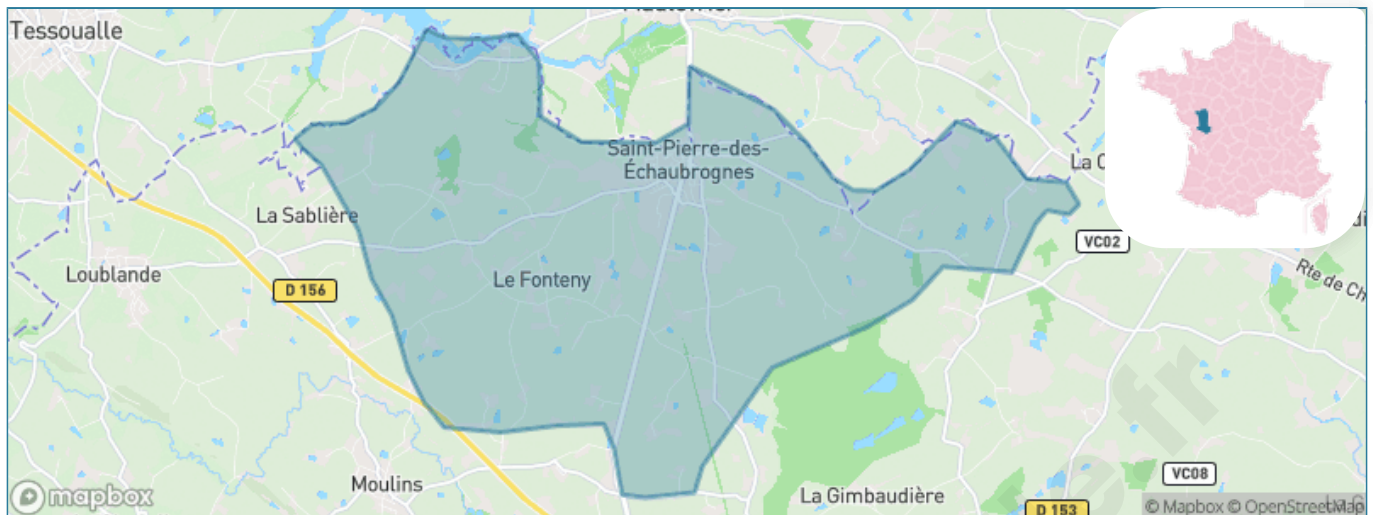 Tessoualle
Saint-Pierre-des-
Échaubrognes
La Sablière
VC02
Loublande
Le Fonteny
D 156
Rte de Ch
Moulins
VC08
La Gimbaudière
mapbox
D 153
© Mapbox © OpenStreetMap